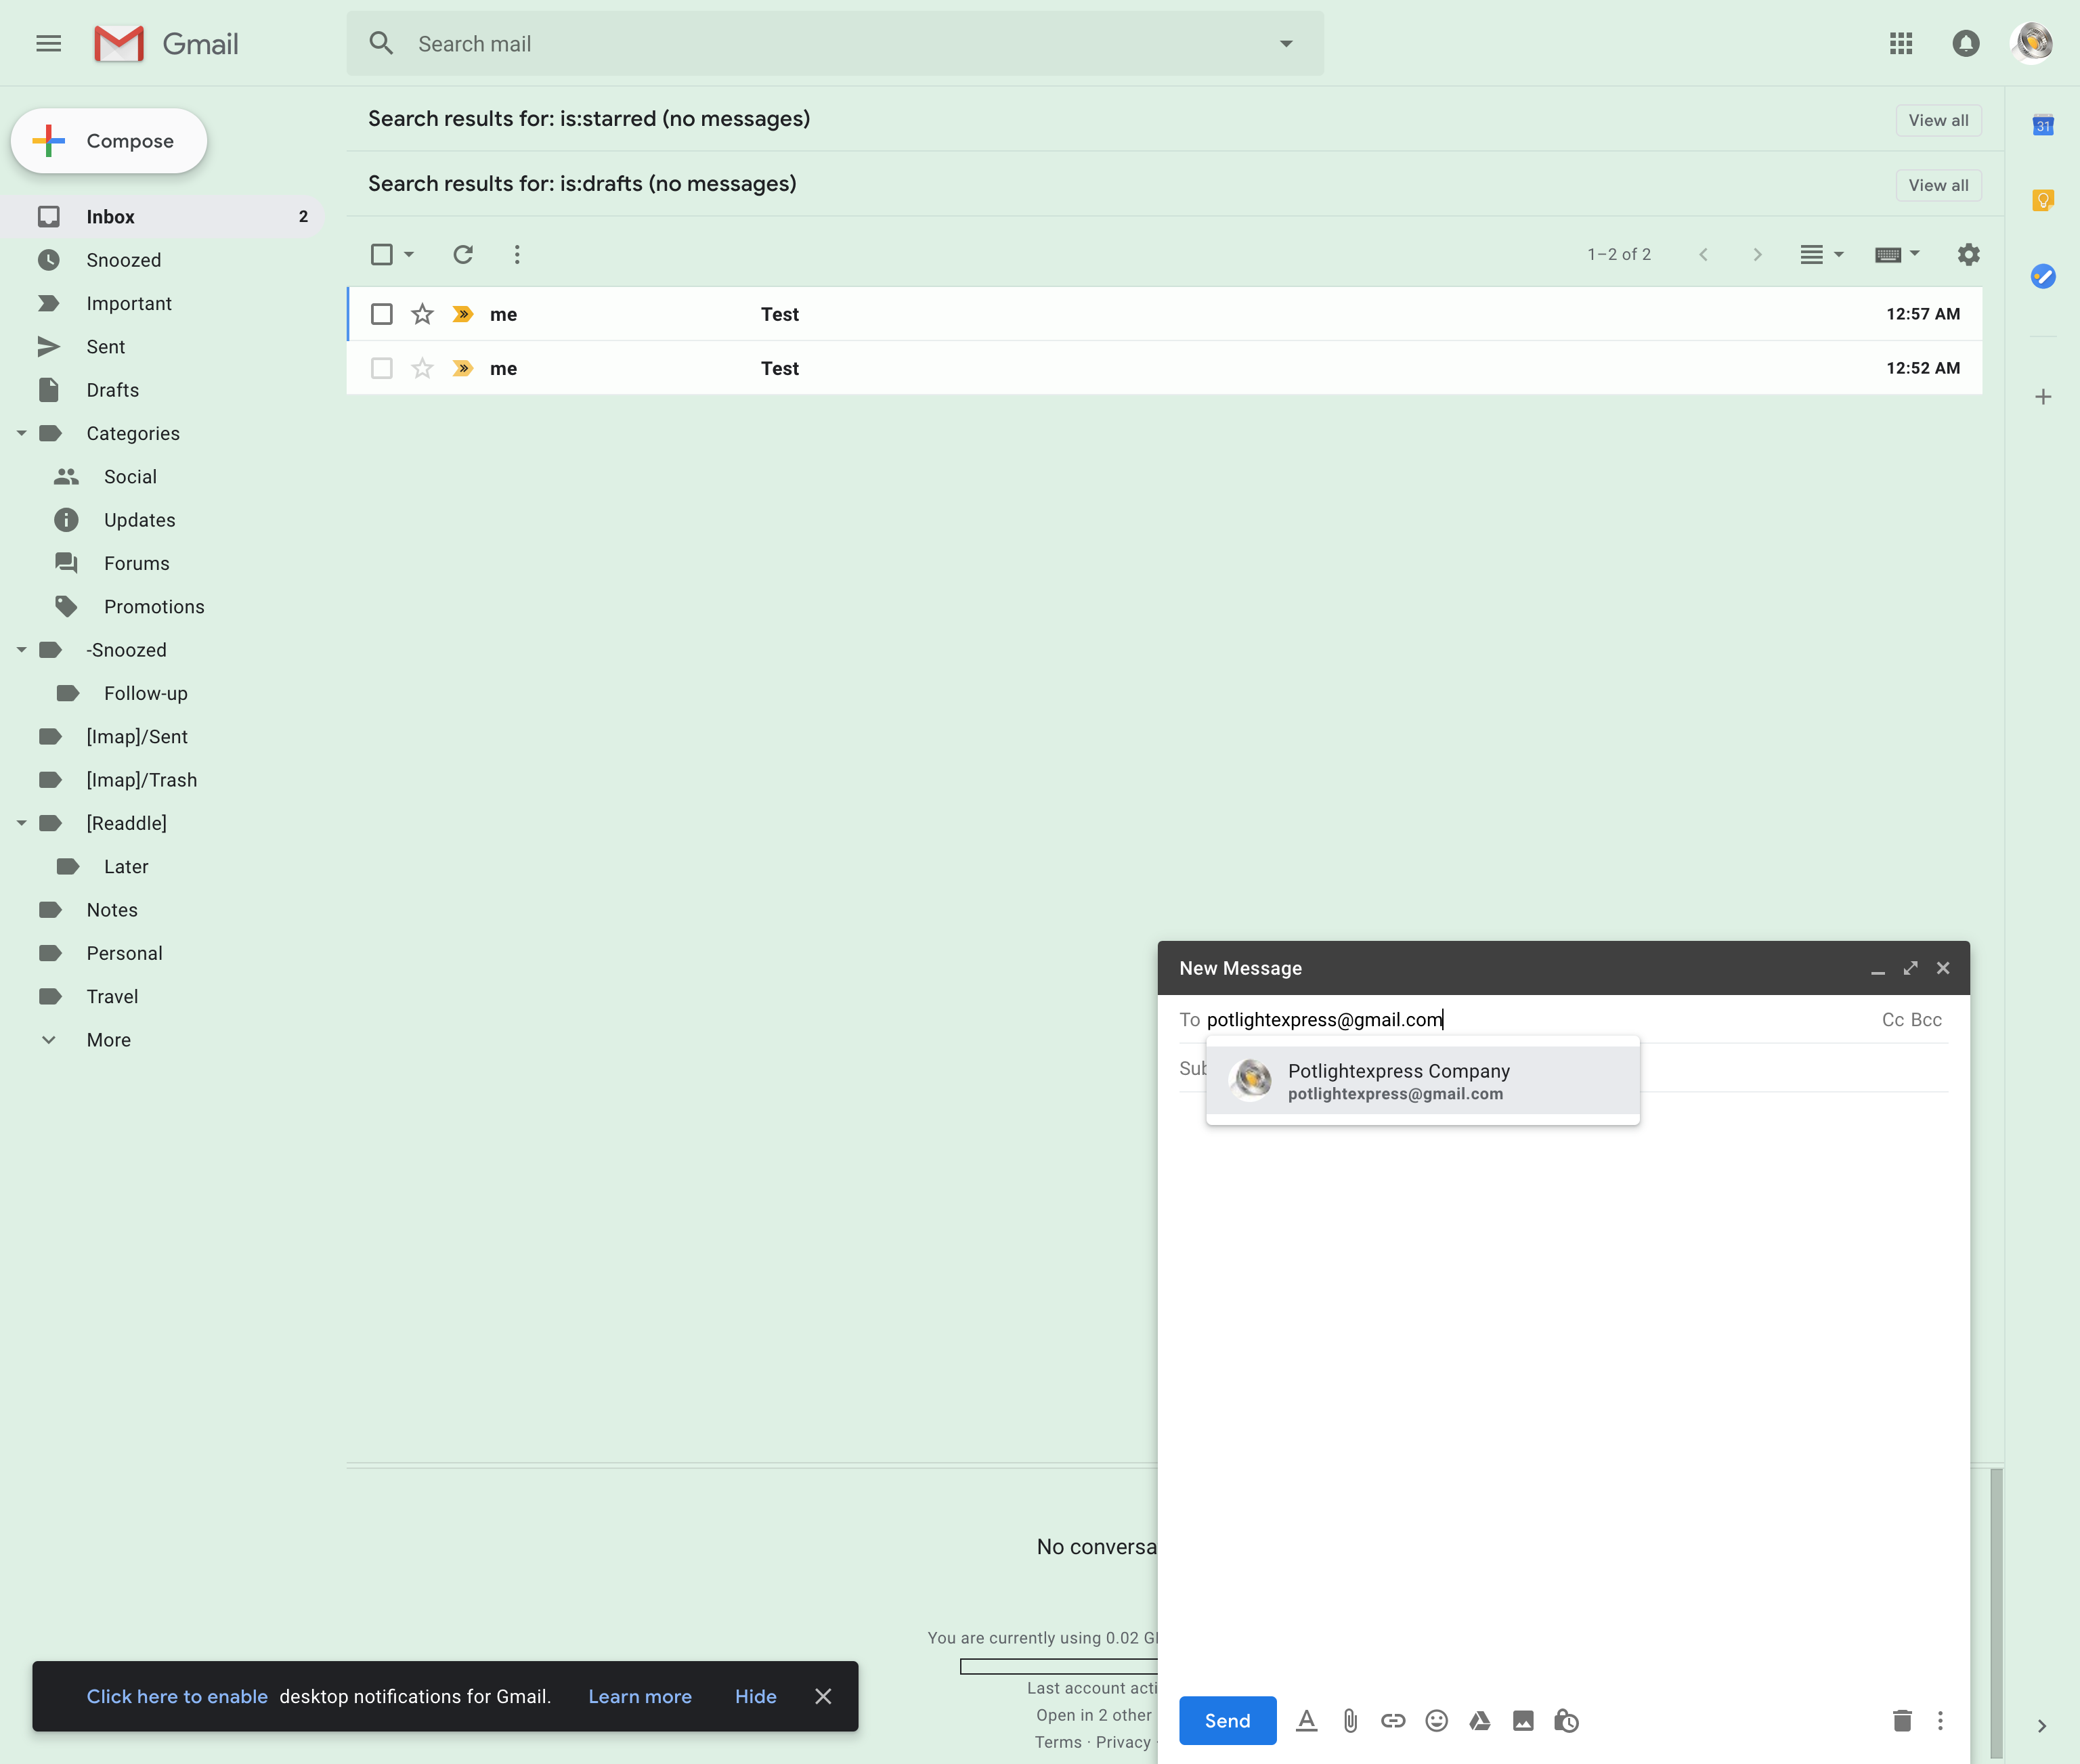 Gmail
Search mail
Compose
Search results for: is:starred (no messages)
View all
Search results for: is:drafts (no messages)
View all
31
Inbox 2
Snoozed
Important
Sent
Drafts
Categories
Social
Updates
Forums
Promotions
-Snoozed
Follow-up
[Imap]/Sent
[Imap]/Trash
[Readdle]
Later
Notes
Personal
Travel
More
1–2 of 2
me Test 12:57 AM
me Test 12:52 AM
New Message
To potlightexpress@gmail.com Cc Bcc
Sub
Potlightexpress Company
potlightexpress@gmail.com
No conversa
You are currently using 0.02 G
Last account acti
Open in 2 other
Terms · Privacy ·
Click here to enable desktop notifications for Gmail. Learn more Hide
Send